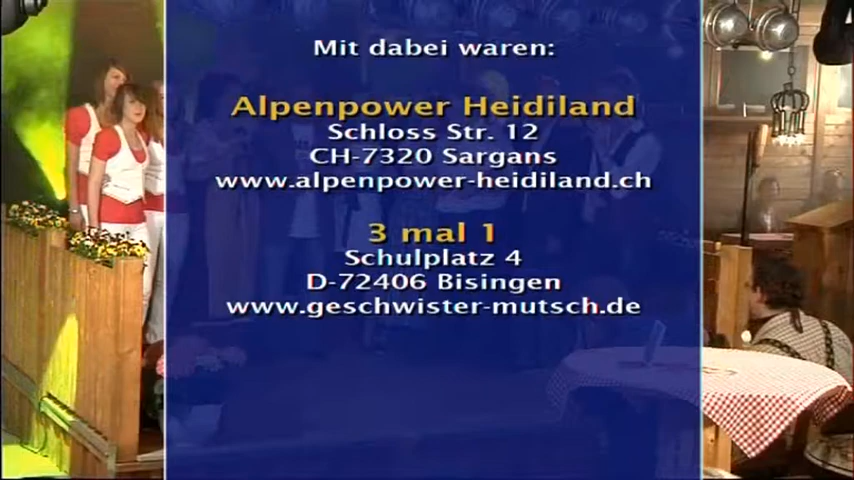 Mit dabei waren:
Alpenpower Heidiland
Schloss Str. 12
CH-7320 Sargans
www.alpenpower-heidiland.ch
3 mal 1
Schulplatz 4
D-72406 Bisingen
www.geschwister-mutsch.de